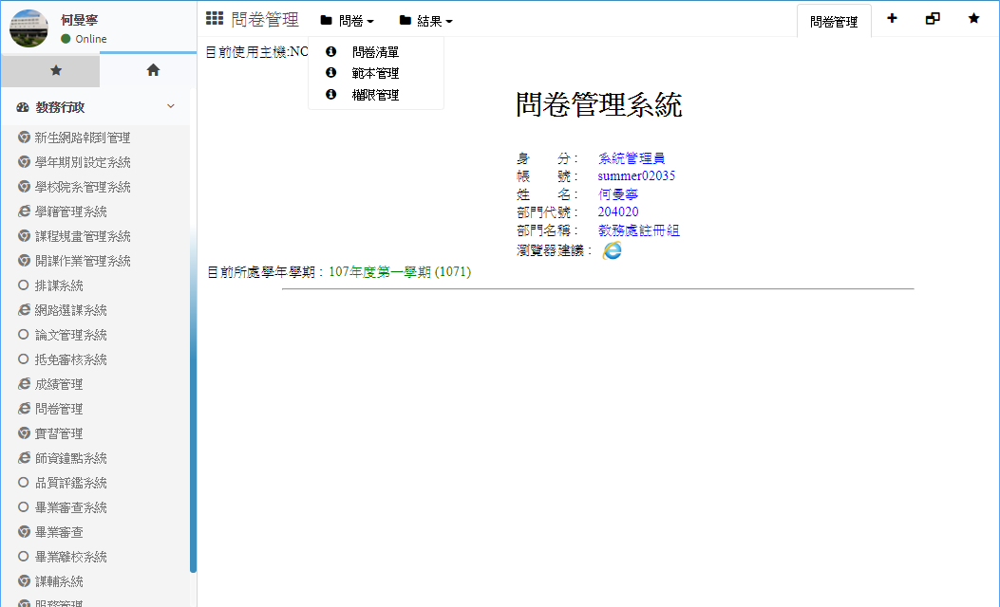 何曼寧
Online
教務行政
新生網路報到管理
學年期別設定系統
學校院系管理系統
學籍管理系統
課程規畫管理系統
開課作業管理系統
排課系統
網路選課系統
論文管理系統
抵免審核系統
成績管理
問卷管理
實習管理
師資鐘點系統
品質評鑑系統
畢業審查系統
畢業審查
畢業離校系統
課輔系統
服務管理
問卷管理 問卷 結果 問卷管理
目前使用主機:NC
問卷清單
範本管理
權限管理
問卷管理系統
身 分： 系統管理員
帳 號： summer02035
姓 名： 何曼寧
部門代號： 204020
部門名稱： 教務處註冊組
瀏覽器建議：
目前所處學年學期：107年度第一學期 (1071)